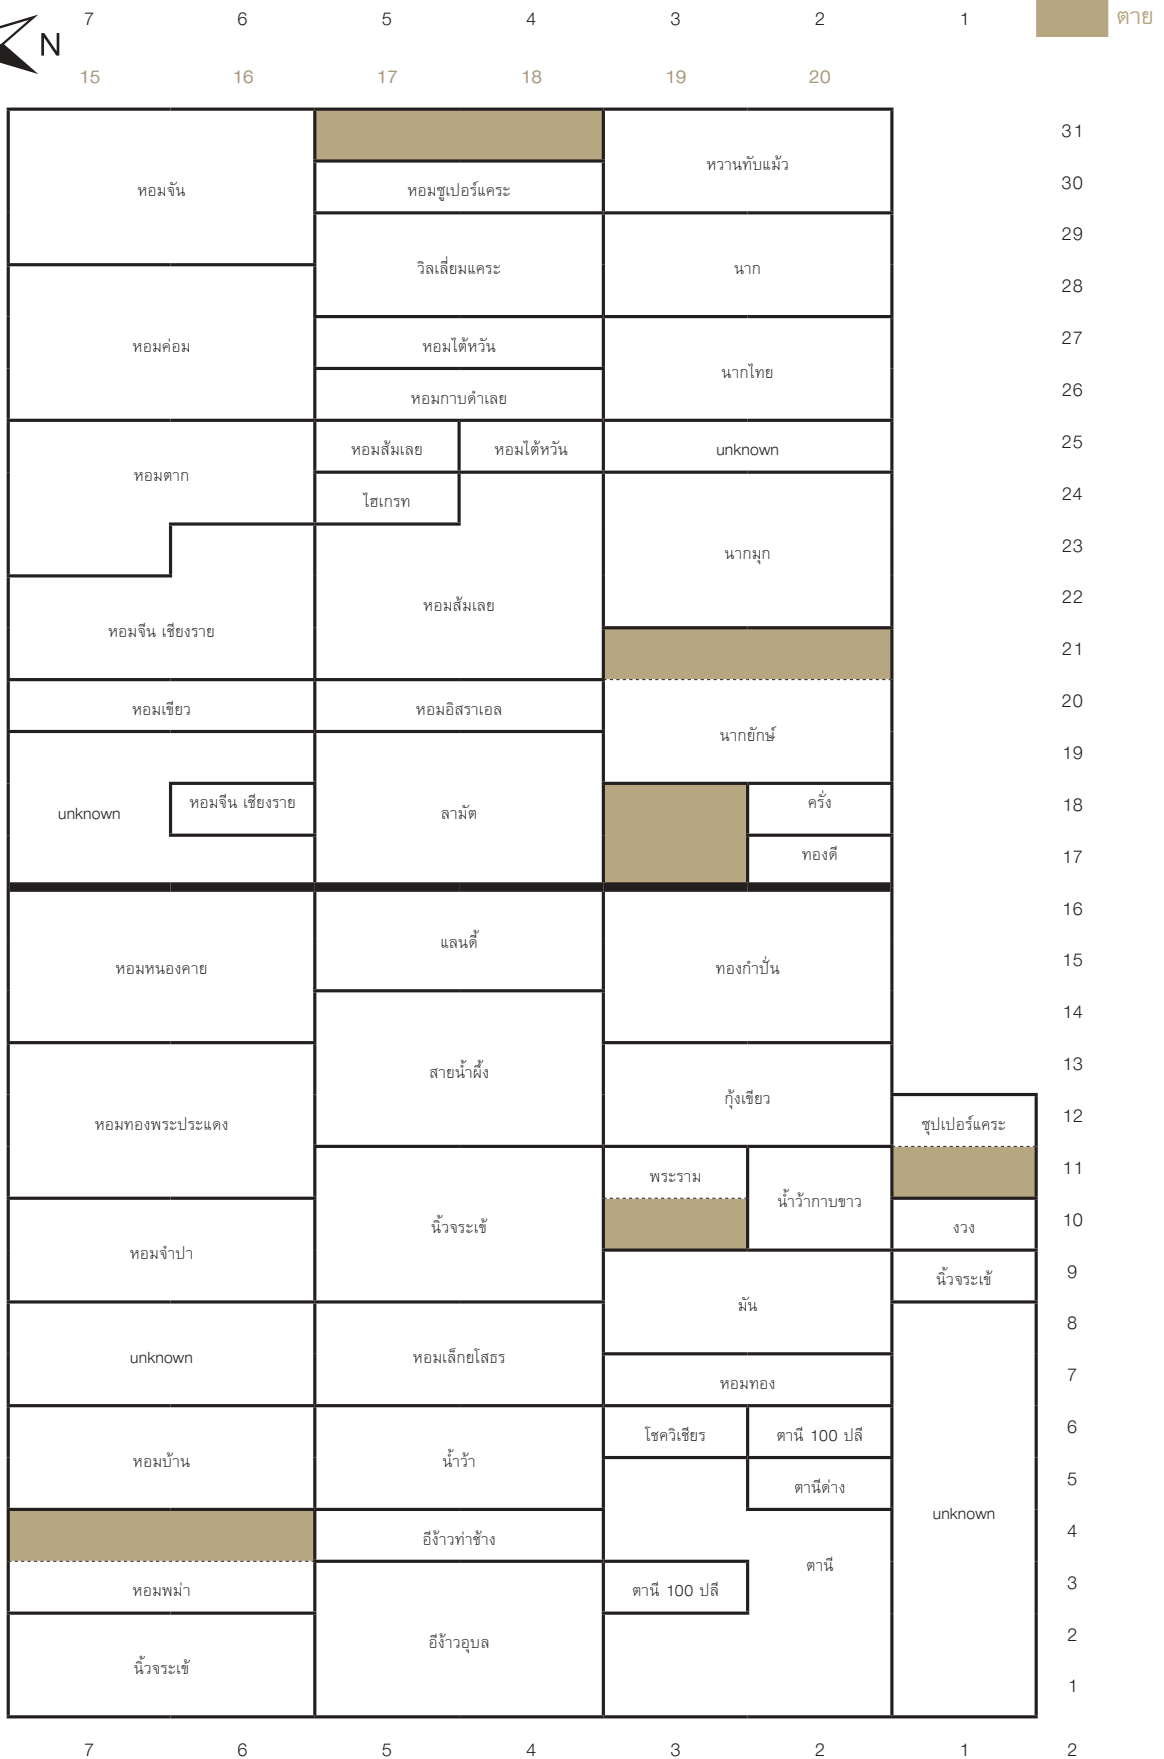 7 6 5 4 3 2 1 ตาย
N
15 16 17 18 19 20
31
หวานทับแม้ว
หอมจัน หอมซูเปอร์แคระ 30
29
วิลเลี่ยมแคระ นาก
28
หอมค่อม หอมไต้หวัน 27
นากไทย
หอมกาบดำเลย 26
หอมส้มเลย หอมไต้หวัน unknown 25
หอมตาก
ไฮเกรท 24
นากมุก 23
หอมส้มเลย 22
หอมจีน เชียงราย
21
หอมเขียว หอมอิสราเอล 20
นากยักษ์
19
หอมจีน เชียงราย ครั่ง 18
unknown ลามัต
ทองดี 17
16
แลนดี้
หอมหนองคาย ทองกำปั่น 15
14
สายน้ำผึ้ง 13
กุ้งเขียว
หอมทองพระประแดง ซุปเปอร์แคระ 12
พระราม 11
น้ำว้ากาบขาว
นิ้วจระเข้ งวง 10
หอมจำปา
นิ้วจระเข้ 9
มัน
8
unknown หอมเล็กยโสธร
หอมทอง 7
โชควิเชียร ตานี 100 ปลี 6
หอมบ้าน น้ำว้า
ตานีด่าง 5
unknown
อีง้าวท่าช้าง 4
ตานี
หอมพม่า ตานี 100 ปลี 3
อีง้าวอุบล 2
นิ้วจระเข้
1
7 6 5 4 3 2 1 2